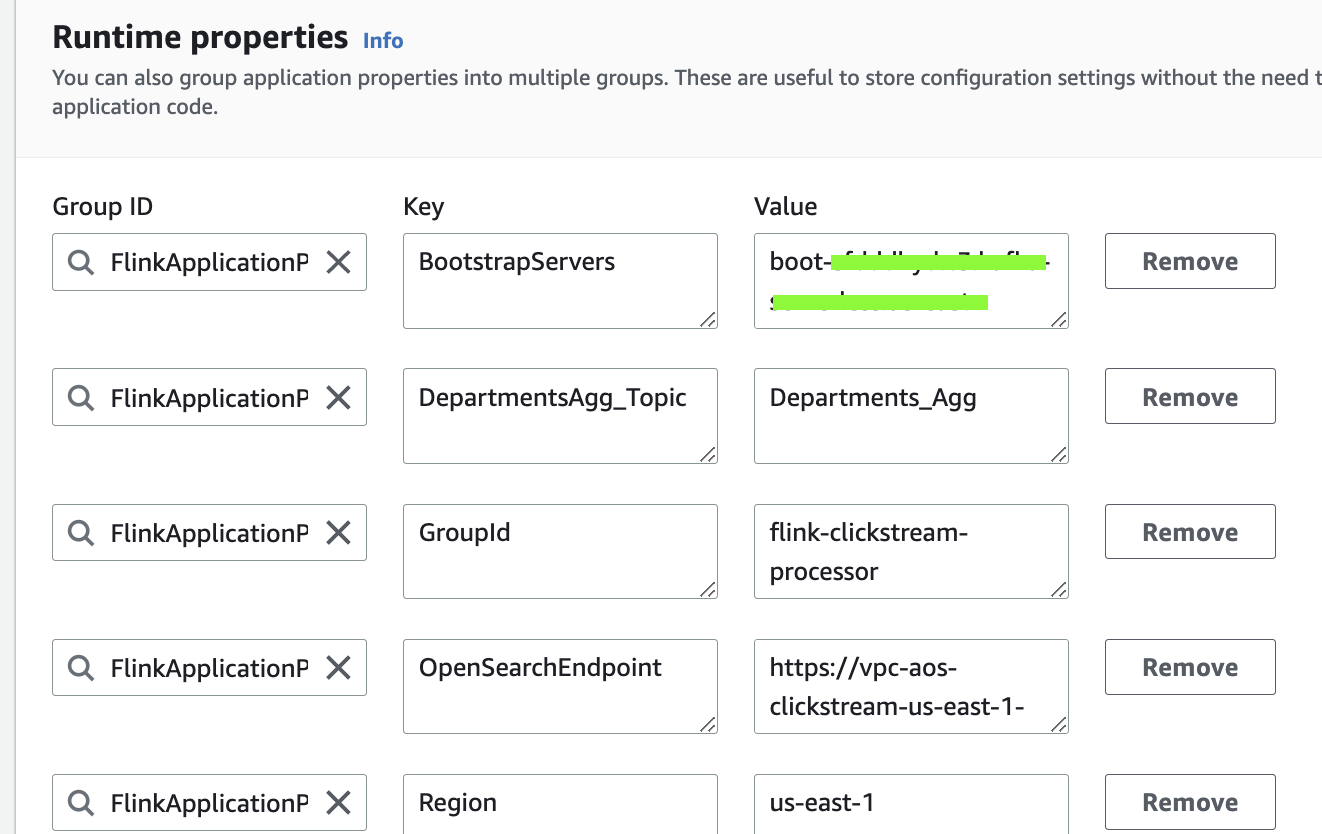 Runtime properties Info
You can also group application properties into multiple groups. These are useful to store configuration settings without the need
application code.
Group ID Key Value
FlinkApplicationP BootstrapServers boot- Remove
FlinkApplicationP DepartmentsAgg_Topic Departments_Agg Remove
FlinkApplicationP GroupId flink-clickstream- Remove
processor
FlinkApplicationP OpenSearchEndpoint https://vpc-aos- Remove
clickstream-us-east-1-
FlinkApplicationP Region us-east-1 Remove